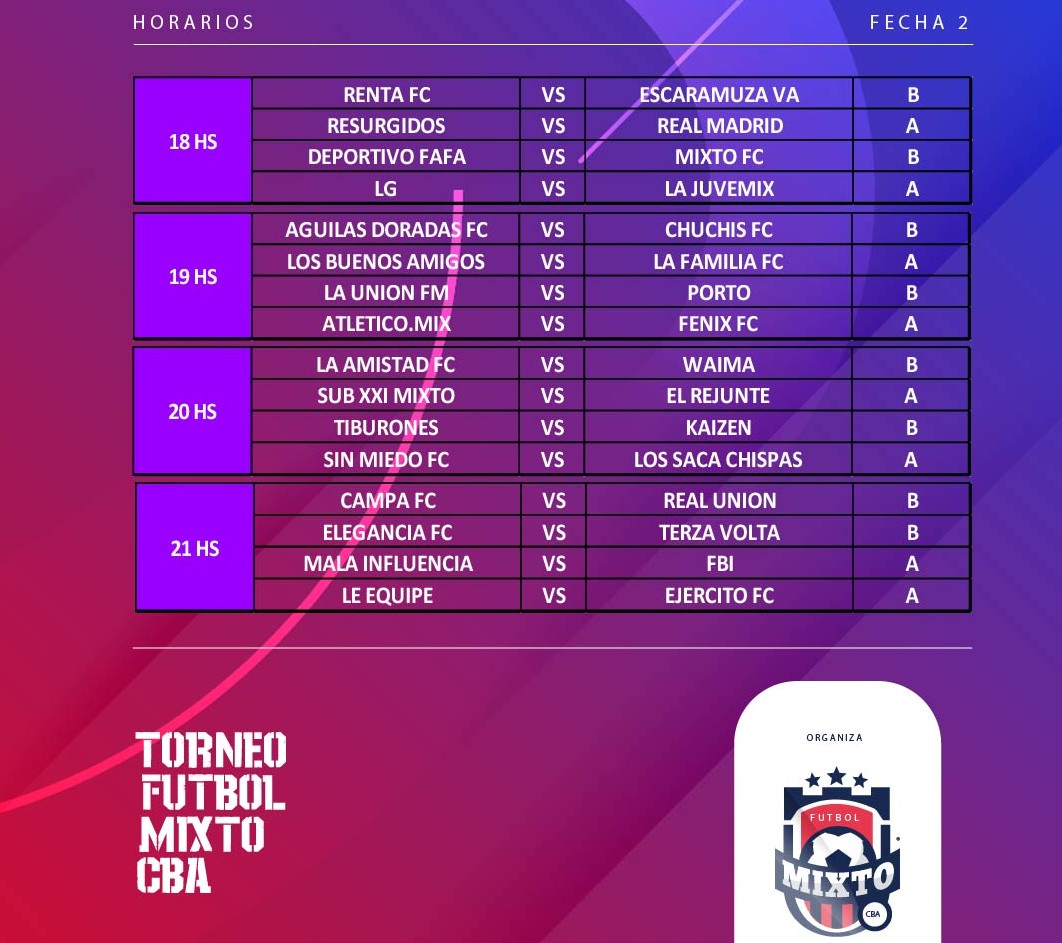 HORARIOS FECHA 2
18 HS
RENTA FC VS ESCARAMUZA VA B
RESURGIDOS VS REAL MADRID A
DEPORTIVO FAFA VS MIXTO FC B
LG VS LA JUVEMIX A
19 HS
AGUILAS DORADAS FC VS CHUCHIS FC B
LOS BUENOS AMIGOS VS LA FAMILIA FC A
LA UNION FM VS PORTO B
ATLETICO.MIX VS FENIX FC A
20 HS
LA AMISTAD FC VS WAIMA B
SUB XXI MIXTO VS EL REJUNTE A
TIBURONES VS KAIZEN B
SIN MIEDO FC VS LOS SACA CHISPAS A
21 HS
CAMPA FC VS REAL UNION B
ELEGANCIA FC VS TERZA VOLTA B
MALA INFLUENCIA VS FBI A
LE EQUIPE VS EJERCITO FC A
TORNEO
FUTBOL
MIXTO
CBA
ORGANIZA
FUTBOL
MIXTO
CBA